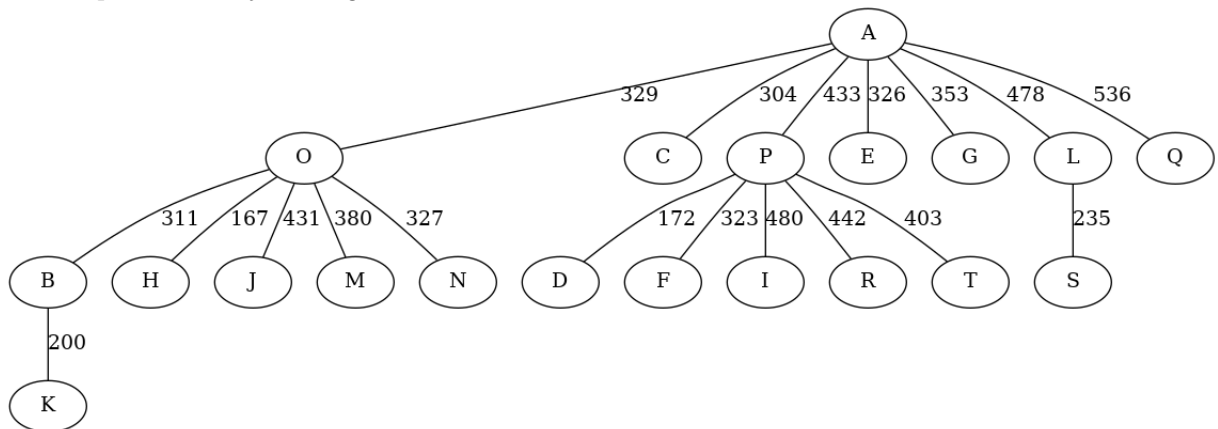 A
329 304 433 326 353 478 536
O C P E G L Q
311 167 431 380 327 172 323 480 442 403 235
B H J M N D F I R T S
200
K